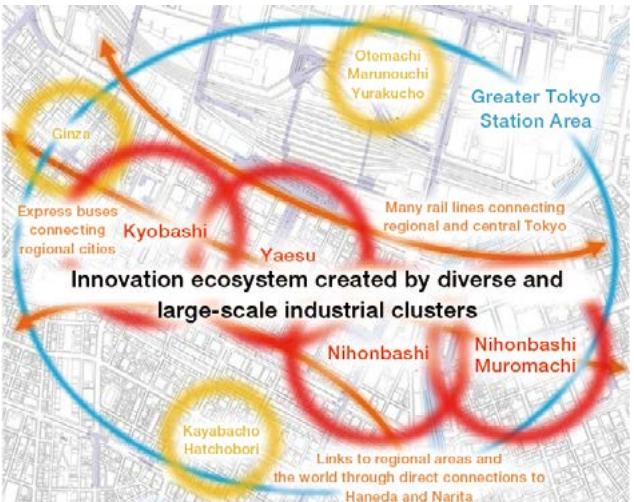 Otemachi
Marunouchi
Yurakucho
Greater Tokyo
Station Area
Ginza
Express buses
connecting
regional cities
Kyobashi
Many rail lines connecting
regional and central Tokyo
Yaesu
Innovation ecosystem created by diverse and
large-scale industrial clusters
Nihonbashi
Nihonbashi
Muromachi
Kayabacho
Hatchobori
Links to regional areas and
the world through direct connections to
Haneda and Narita